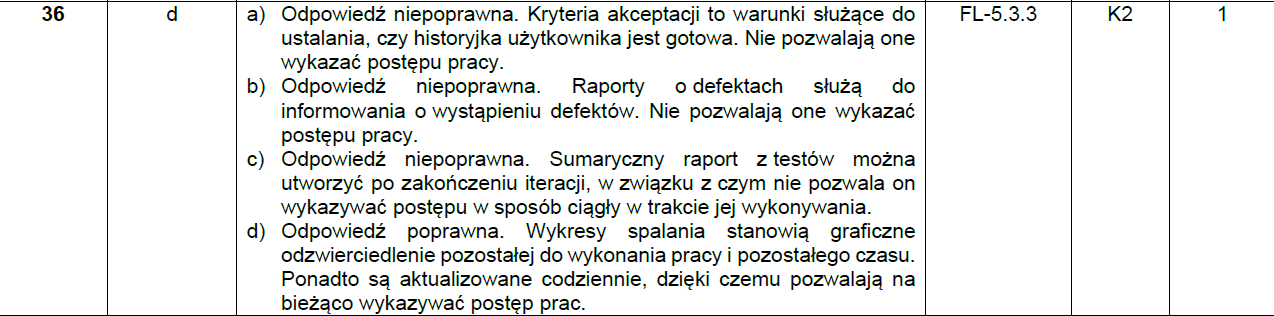 36 d a) Odpowiedź niepoprawna. Kryteria akceptacji to warunki służące do FL-5.3.3 K2 1
ustalania, czy historyjka użytkownika jest gotowa. Nie pozwalają one
wykazać postępu pracy.
b) Odpowiedź niepoprawna. Raporty o defektach służą do
informowania o wystąpieniu defektów. Nie pozwalają one wykazać
postępu pracy.
c) Odpowiedź niepoprawna. Sumaryczny raport z testów można
utworzyć po zakończeniu iteracji, w związku z czym nie pozwala on
wykazywać postępu w sposób ciągły w trakcie jej wykonywania.
d) Odpowiedź poprawna. Wykresy spalania stanowią graficzne
odzwierciedlenie pozostałej do wykonania pracy i pozostałego czasu.
Ponadto są aktualizowane codziennie, dzięki czemu pozwalają na
bieżąco wykazywać postęp prac.